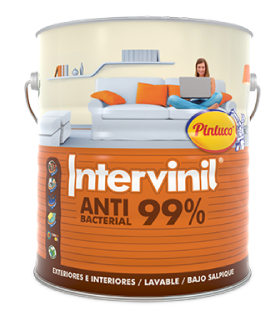 Pintuco
Intervinil
ANTI
BACTERIAL
99%
EXTERIORES E INTERIORES / LAVABLE / BAJO SALPIQUE